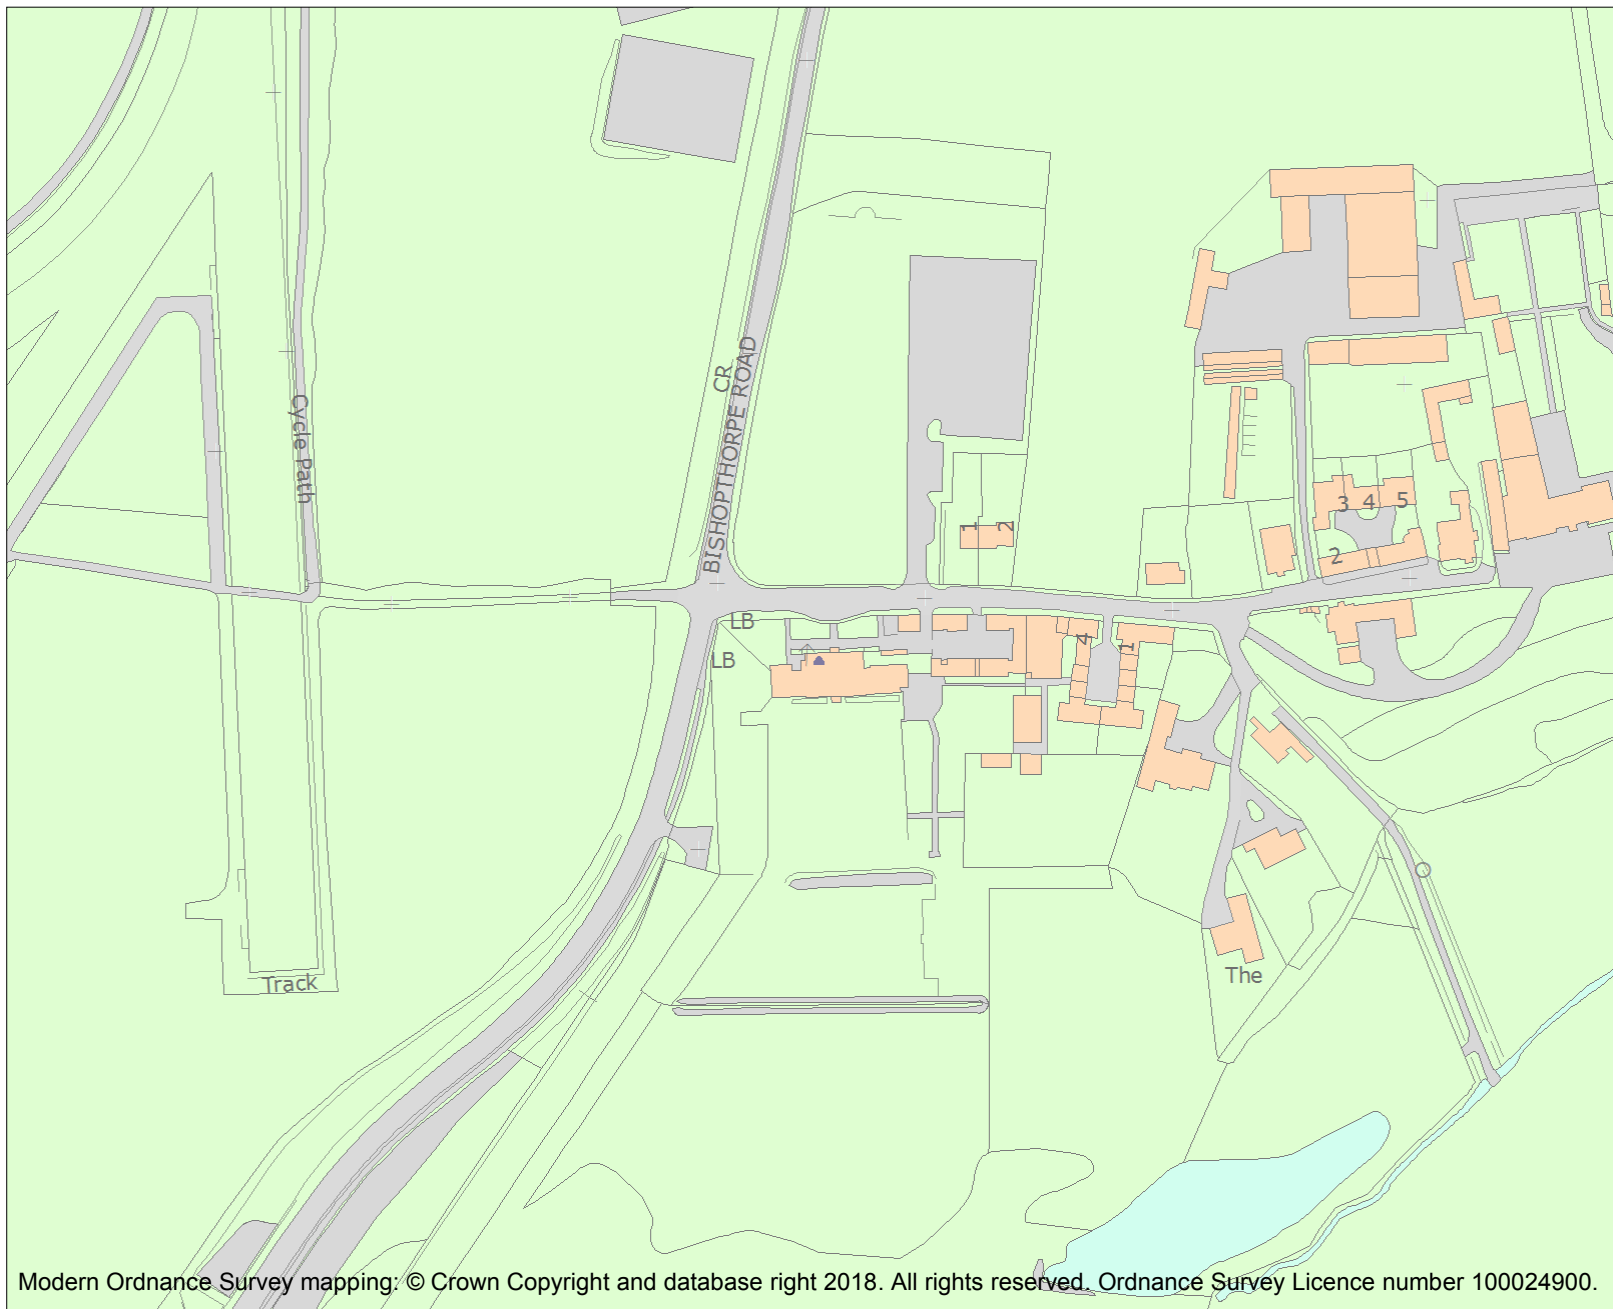 CR
BISHOPTHORPE ROAD
Cycle Path
1
2
3
4
5
2
LB
LB
4
1
The
Track
Modern Ordnance Survey mapping: © Crown Copyright and database right 2018. All rights reserved. Ordnance Survey Licence number 100024900.